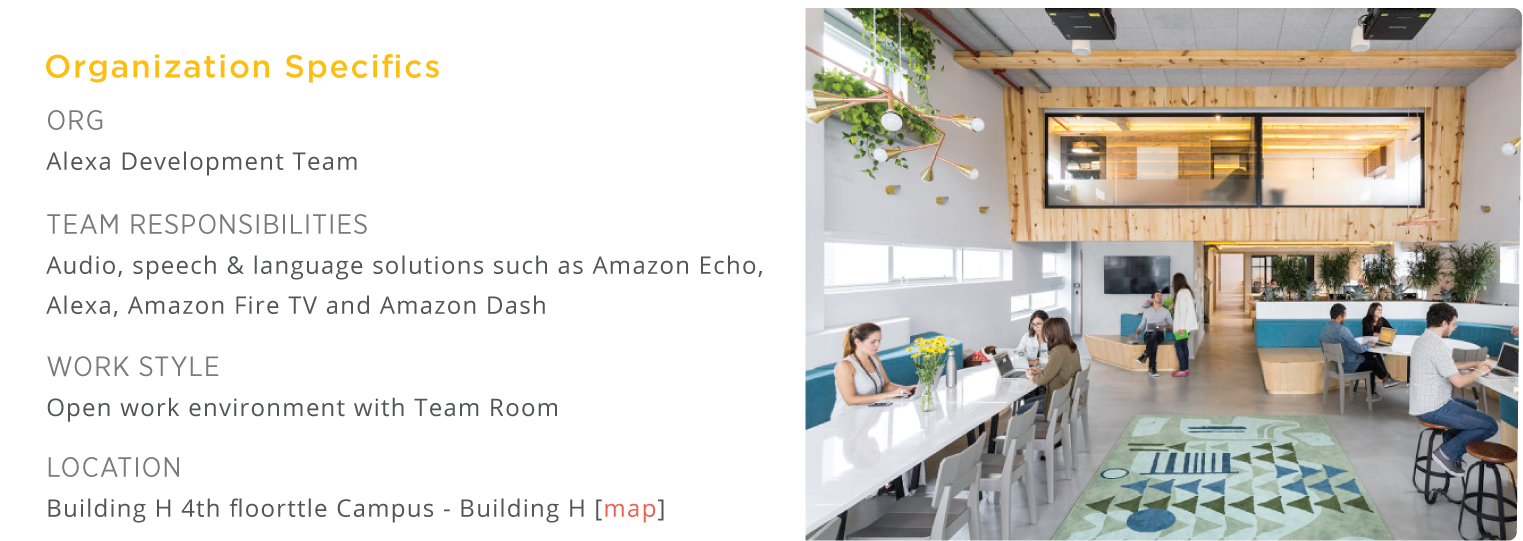 Organization Specifics
ORG
Alexa Development Team
TEAM RESPONSIBILITIES
Audio, speech & language solutions such as Amazon Echo,
Alexa, Amazon Fire TV and Amazon Dash
WORK STYLE
Open work environment with Team Room
LOCATION
Building H 4th floorttle Campus - Building H [map]